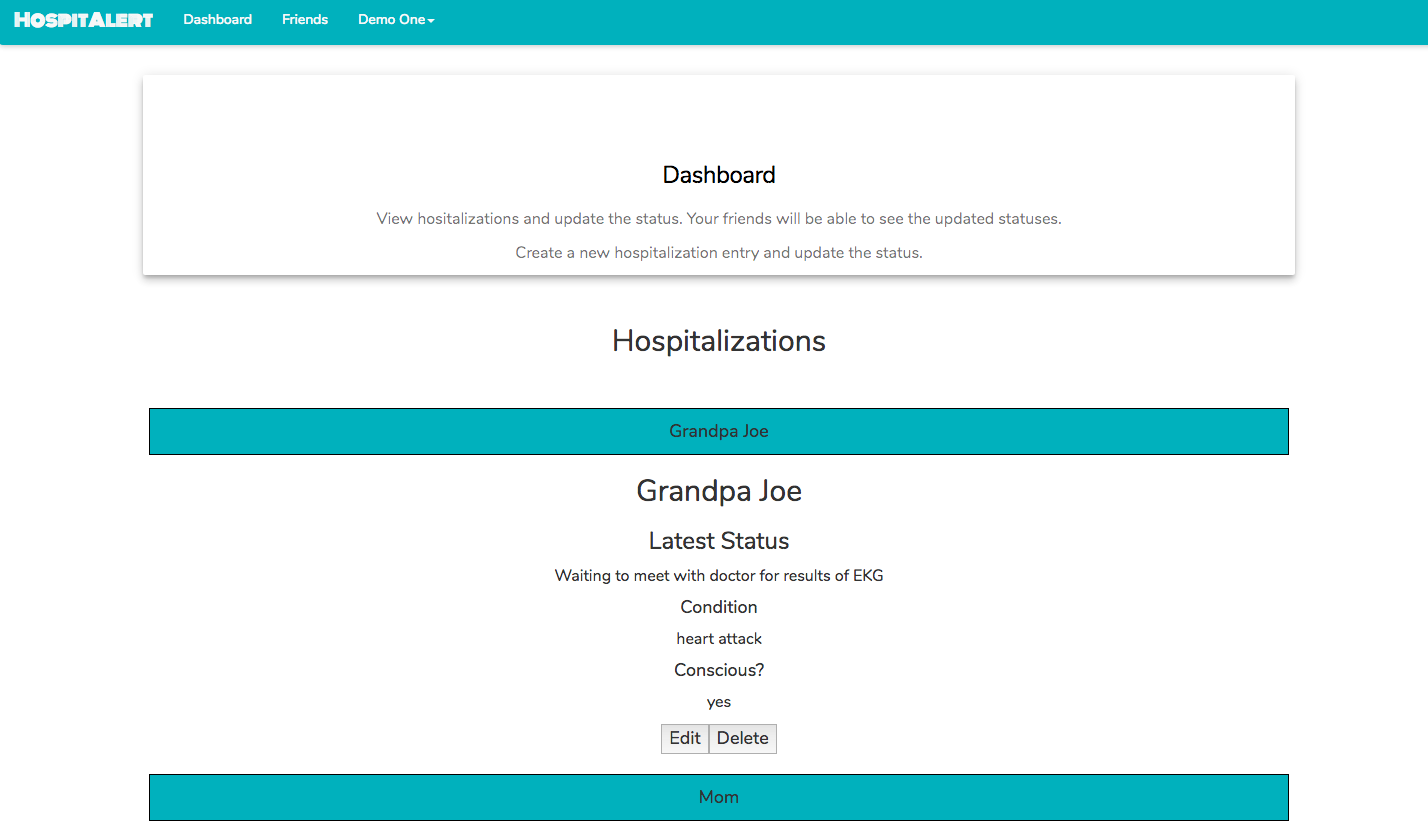 HOSPITALERT Dashboard Friends Demo One
Dashboard
View hositalizations and update the status. Your friends will be able to see the updated statuses.
Create a new hospitalization entry and update the status.
Hospitalizations
Grandpa Joe
Grandpa Joe
Latest Status
Waiting to meet with doctor for results of EKG
Condition
heart attack
Conscious?
yes
Edit Delete
Mom